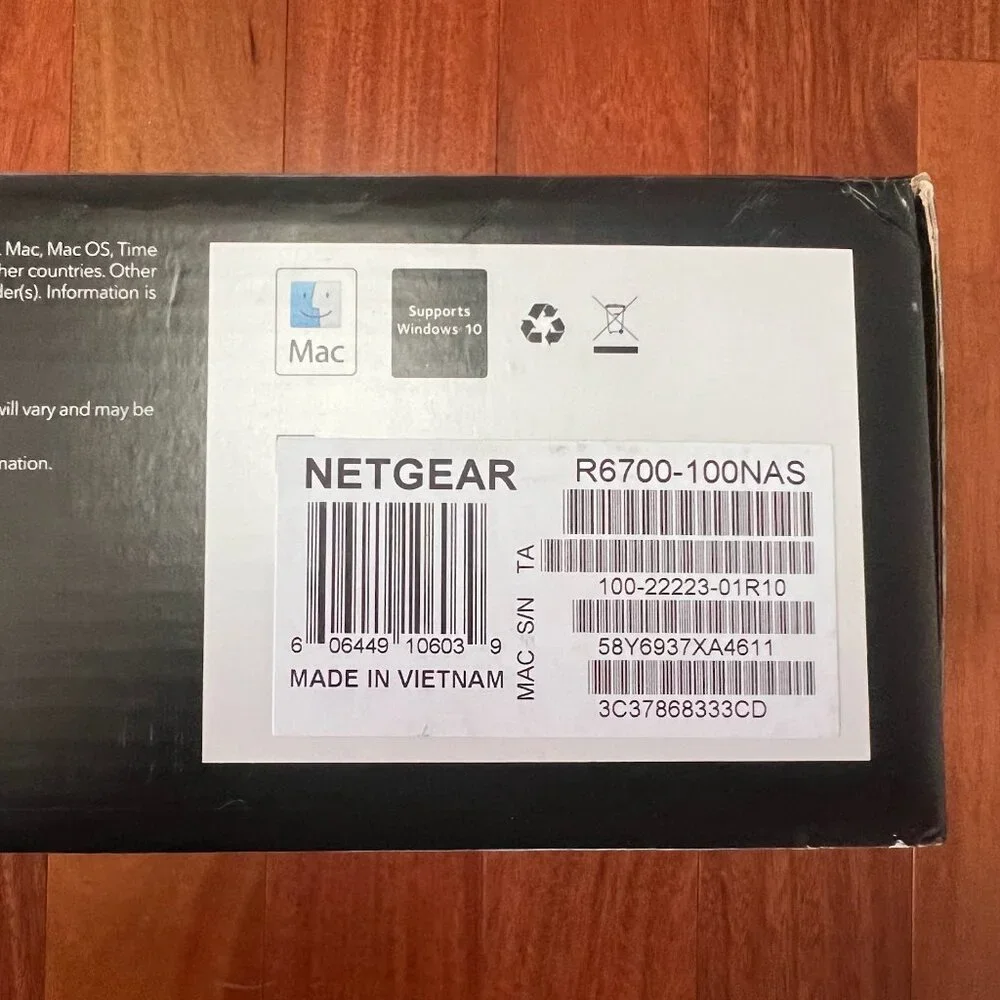 Mac, Mac OS, Time
her countries. Other
der(s). Information is
will vary and may be
mation.
Mac
Supports
Windows 10
NETGEAR
R6700-100NAS
TA
100-22223-01R10
S/N
58Y6937XA4611
MAC
3C37868333CD
6 06449 10603 9
MADE IN VIETNAM